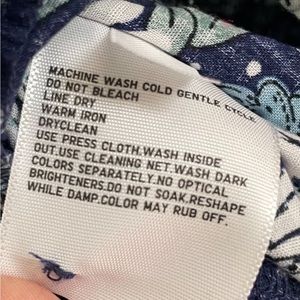 MACHINE WASH COLD GENTLE CYCLE
DO NOT BLEACH
LINE DRY
WARM IRON
DRYCLEAN
USE PRESS CLOTH.WASH INSIDE
OUT.USE CLEANING NET.WASH DARK
COLORS SEPARATELY.NO OPTICAL
BRIGHTENERS.DO NOT SOAK.RESHAPE
WHILE DAMP.COLOR MAY RUB OFF.